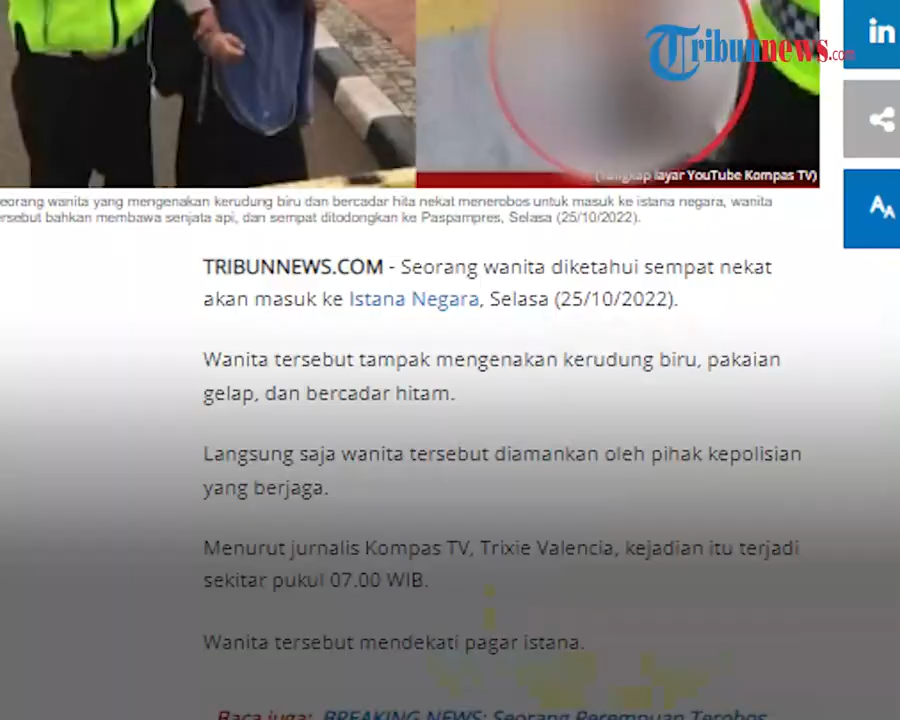 Tribunnews.com
in
(Tangkap layar YouTube Kompas TV)
eorang wanita yang mengenakan kerudung biru dan bercadar hita nekat menerobos untuk masuk ke istana negara, wanita
ersebut bahkan membawa senjata api, dan sempat ditodongkan ke Paspampres, Selasa (25/10/2022).
AA
TRIBUNNEWS.COM - Seorang wanita diketahui sempat nekat
akan masuk ke Istana Negara, Selasa (25/10/2022).
Wanita tersebut tampak mengenakan kerudung biru, pakaian
gelap, dan bercadar hitam.
Langsung saja wanita tersebut diamankan oleh pihak kepolisian
yang berjaga.
Menurut jurnalis Kompas TV, Trixie Valencia, kejadian itu terjadi
sekitar pukul 07.00 WIB.
Wanita tersebut mendekati pagar istana.
Baca juga: BREAKING NEWS: Seorang Perempuan Terobos